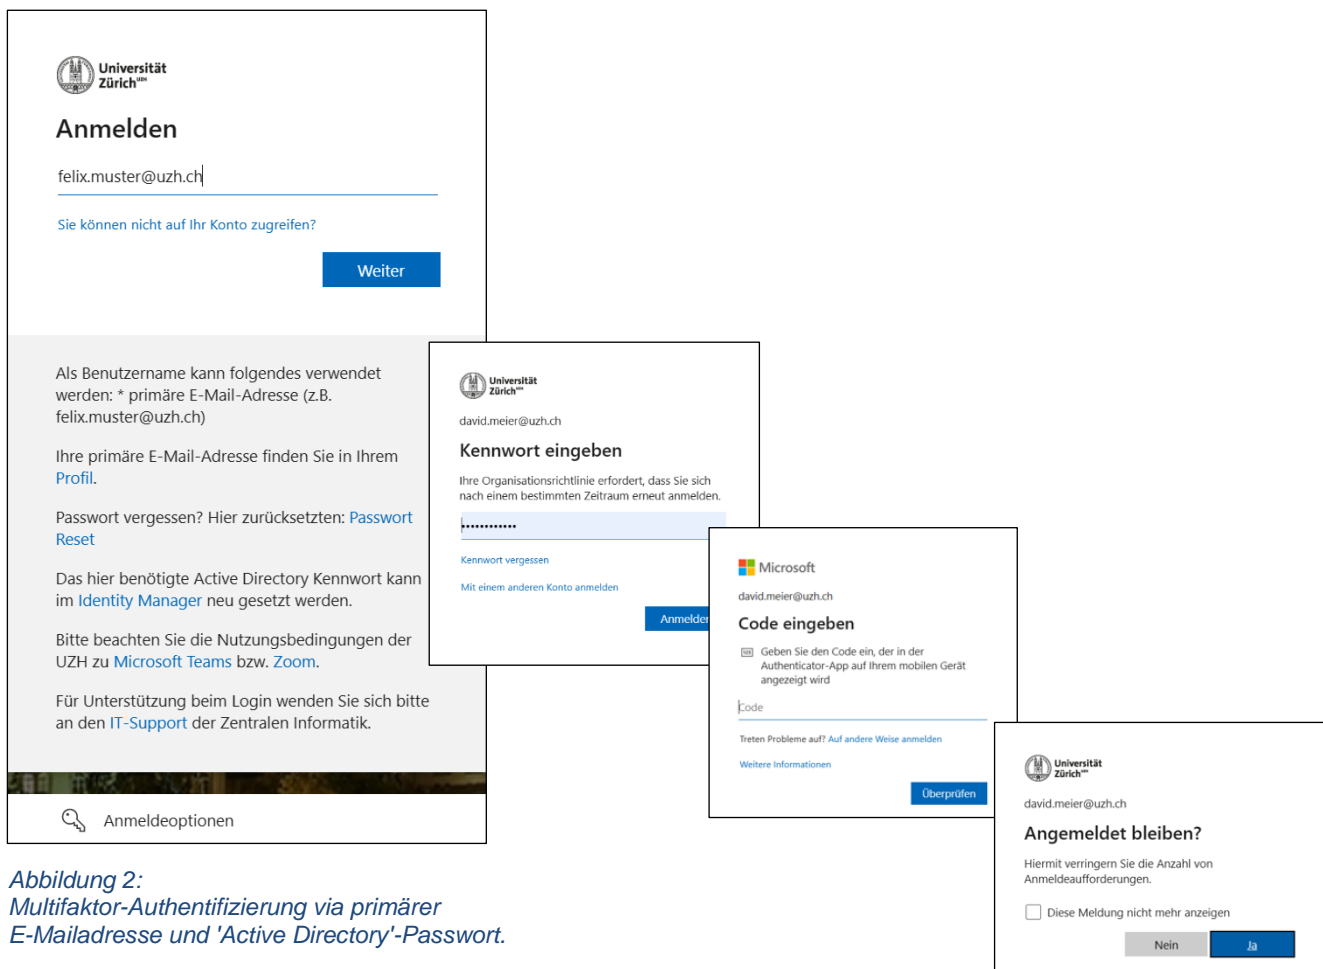 Universität
Zürich UZH
Anmelden
felix.muster@uzh.ch
Sie können nicht auf Ihr Konto zugreifen?
Weiter
Als Benutzername kann folgendes verwendet
werden: * primäre E-Mail-Adresse (z.B.
felix.muster@uzh.ch)
Ihre primäre E-Mail-Adresse finden Sie in Ihrem
Profil.
Passwort vergessen? Hier zurücksetzten: Passwort
Reset
Das hier benötigte Active Directory Kennwort kann
im Identity Manager neu gesetzt werden.
Bitte beachten Sie die Nutzungsbedingungen der
UZH zu Microsoft Teams bzw. Zoom.
Für Unterstützung beim Login wenden Sie sich bitte
an den IT-Support der Zentralen Informatik.
Anmeldeoptionen
Universität
Zürich UZH
david.meier@uzh.ch
Kennwort eingeben
Ihre Organisationsrichtlinie erfordert, dass Sie sich
nach einem bestimmten Zeitraum erneut anmelden.
••••••••••••
Kennwort vergessen
Mit einem anderen Konto anmelden
Anmelden
Microsoft
david.meier@uzh.ch
Code eingeben
Geben Sie den Code ein, der in der
Authenticator-App auf Ihrem mobilen Gerät
angezeigt wird
Code
Treten Probleme auf? Auf andere Weise anmelden
Weitere Informationen
Überprüfen
Universität
Zürich UZH
david.meier@uzh.ch
Angemeldet bleiben?
Hiermit verringern Sie die Anzahl von
Anmeldeaufforderungen.
Diese Meldung nicht mehr anzeigen
Nein
Ja
Abbildung 2:
Multifaktor-Authentifizierung via primärer
E-Mailadresse und 'Active Directory'-Passwort.